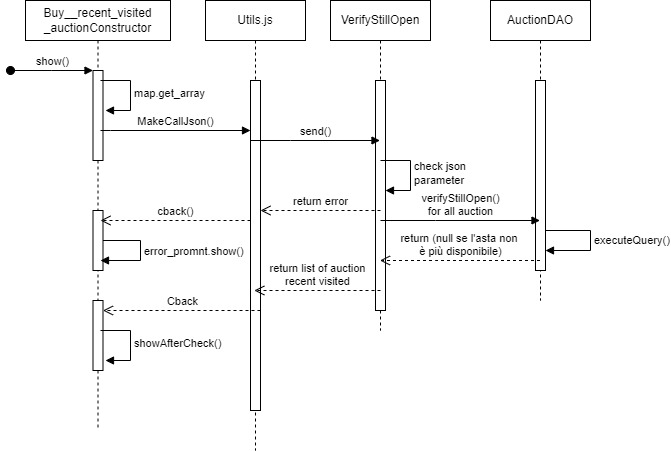 Buy__recent_visited
_auctionConstructor
Utils.js
VerifyStillOpen
AuctionDAO
show()
map.get_array
MakeCallJson()
send()
check json
parameter
return error
verifyStillOpen()
for all auction
cback()
executeQuery()
return (null se l'asta non
è più disponibile)
error_promnt.show()
return list of auction
recent visited
Cback
showAfterCheck()